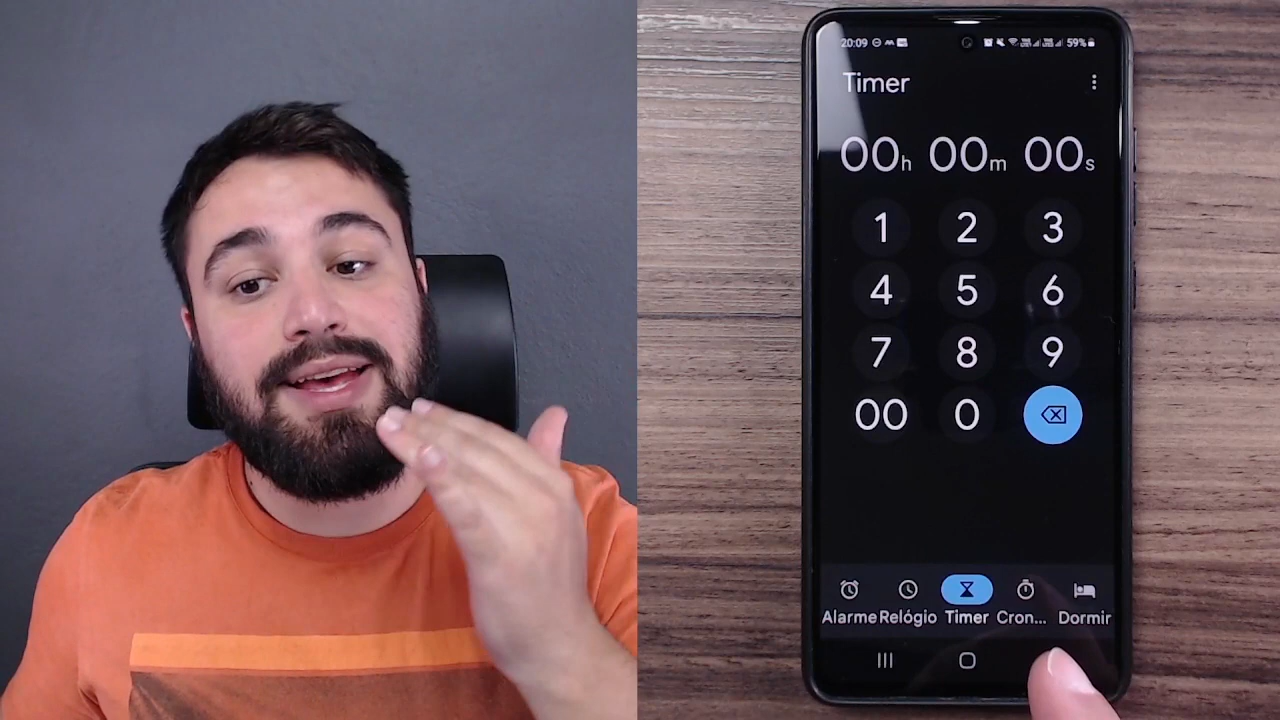 20:09 59%
Timer
00h 00m 00s
1 2 3
4 5 6
7 8 9
00 0
Alarme Relógio Timer Cron... Dormir